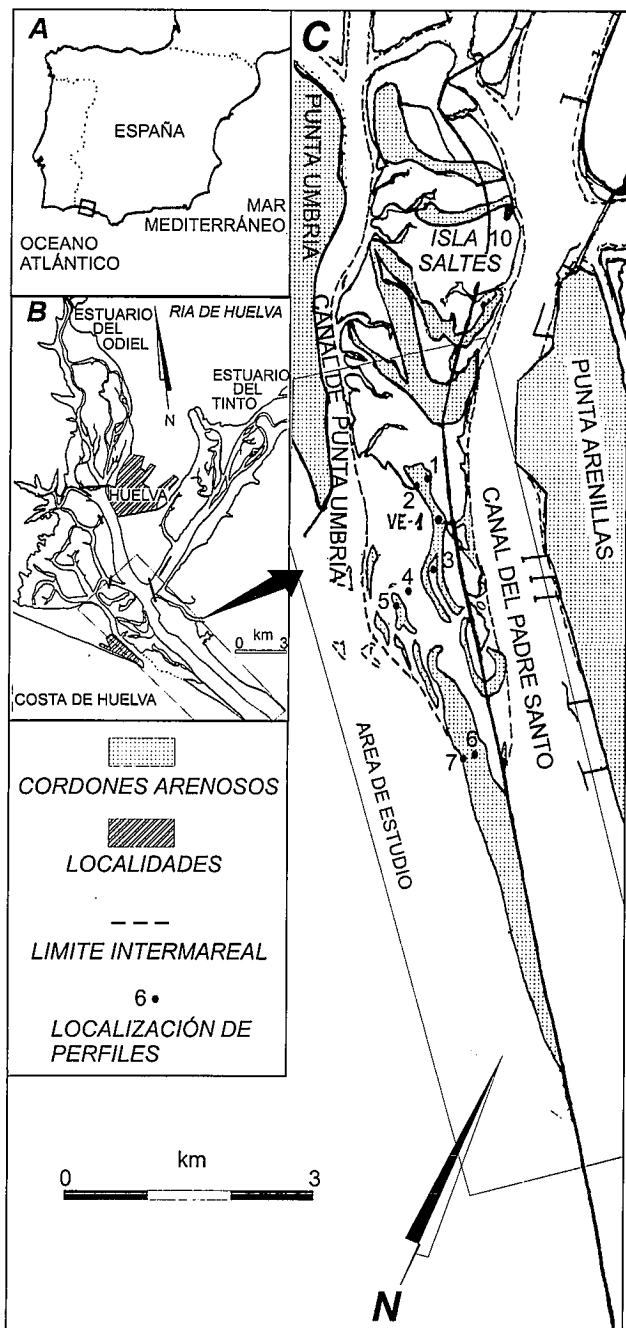 A
ESPAÑA
MAR
MEDITERRÁNEO
OCEANO
ATLÁNTICO
B
ESTUARIO
DEL
ODIEL
RIA DE HUELVA
N
ESTUARIO
DEL
TINTO
HUELVA
km
0 3
COSTA DE HUELVA
CORDONES ARENOSOS
LOCALIDADES
LIMITE INTERMAREAL
6
LOCALIZACIÓN DE
PERFILES
km
0 3
C
PUNTA UMBRIA
ISLA 10
SALTES
CANAL DE PUNTA UMBRIA
PUNTA ARENILLAS
1
2
VE-1
3
4
5
CANAL DEL PADRE SANTO
6
7
AREA DE ESTUDIO
N